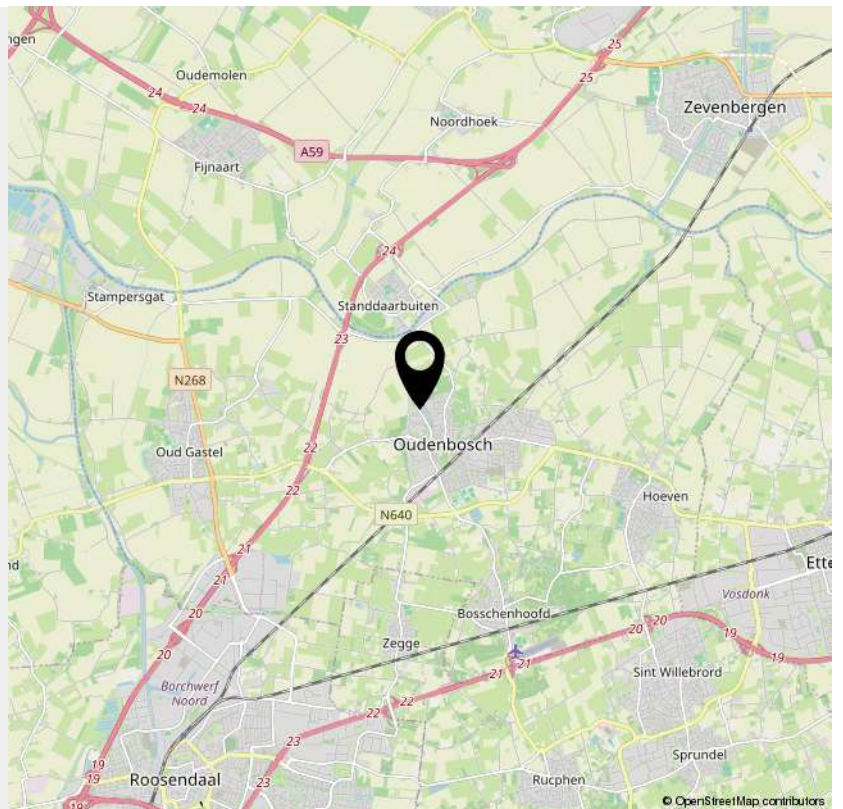 ngen
Oudemolen
25
25
24
24
Noordhoek
Zevenbergen
A59
Fijnaart
24
Stampersgat
Standdaarbuiten
23
N268
Oud Gastel
Oudenbosch
22
22
Hoeven
N640
nd
21
21
Ette
20
Vosdonk
Bosschenhoofd
20
20
19
20
Zegge
19
21
21
Sint Willebrord
Borchwerf
Noord
22
22
23
19
19
Roosendaal
23
Sprundel
Rucphen
19
© OpenStreetMap contributors